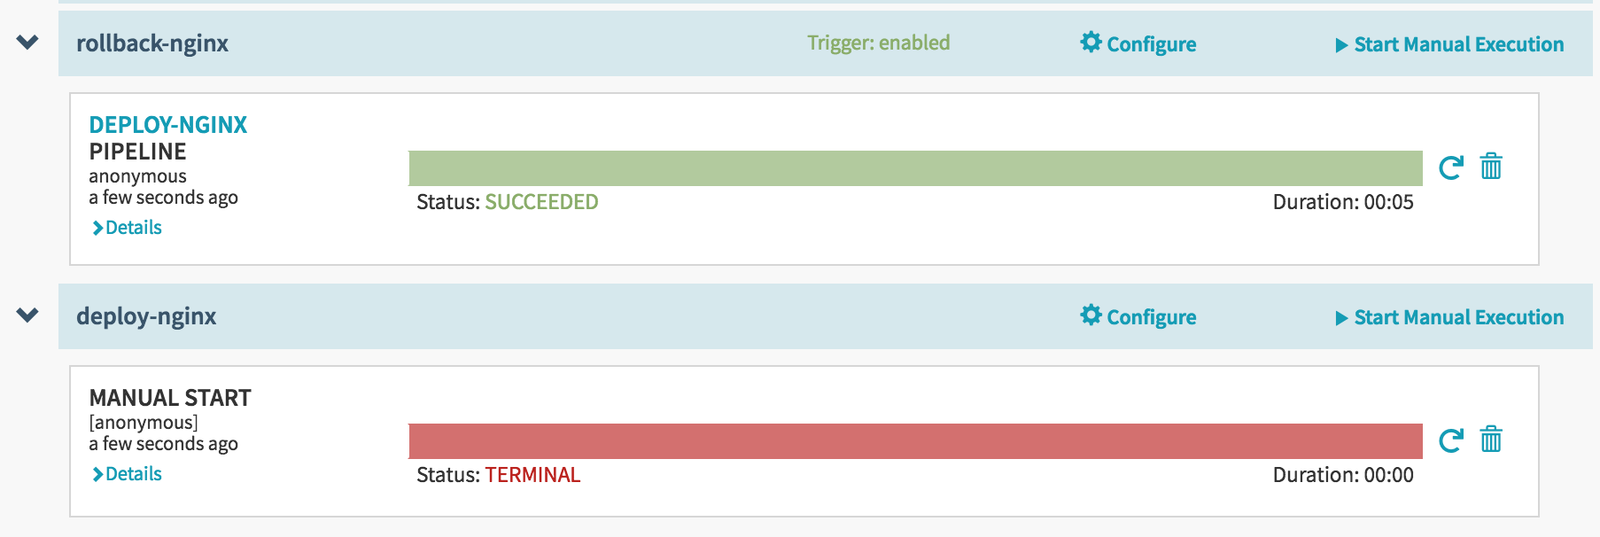 rollback-nginx
Trigger: enabled
Configure
Start Manual Execution
DEPLOY-NGINX
PIPELINE
anonymous
a few seconds ago
Details
Status: SUCCEEDED
Duration: 00:05
deploy-nginx
Configure
Start Manual Execution
MANUAL START
[anonymous]
a few seconds ago
Details
Status: TERMINAL
Duration: 00:00